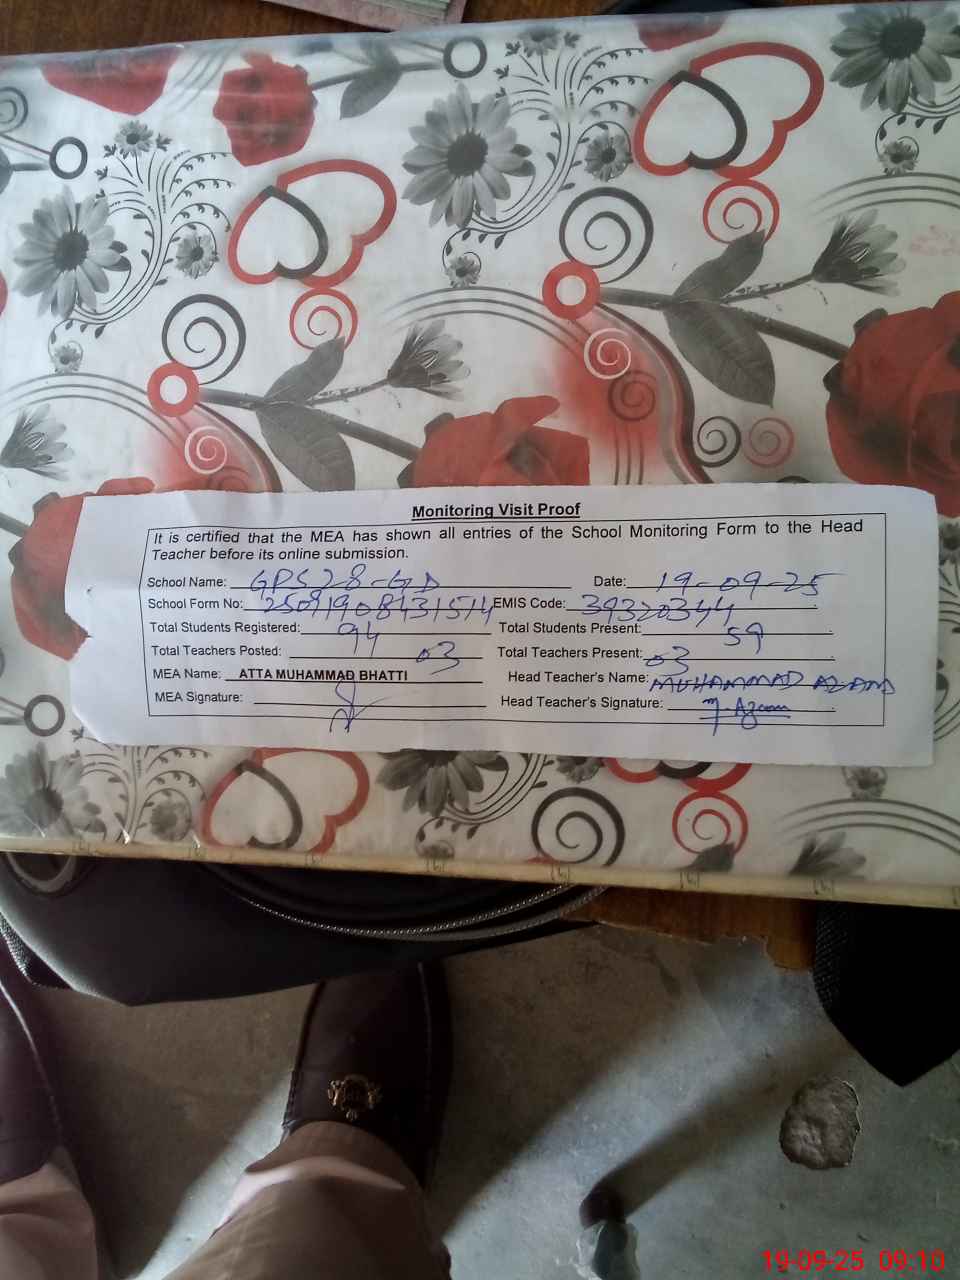 Monitoring Visit Proof
It is certified that the MEA has shown all entries of the School Monitoring Form to the Head
Teacher before its online submission.
School Name: GPS 28-GD Date: 19-09-25
School Form No: 25091908431514 EMIS Code: 39320344
Total Students Registered: 94 Total Students Present: 59
Total Teachers Posted: 03 Total Teachers Present: 03
MEA Name: ATTA MUHAMMAD BHATTI Head Teacher's Name: MUHAMMAD AZAM
MEA Signature: Head Teacher's Signature: M. Azam
19-09-25 09:10